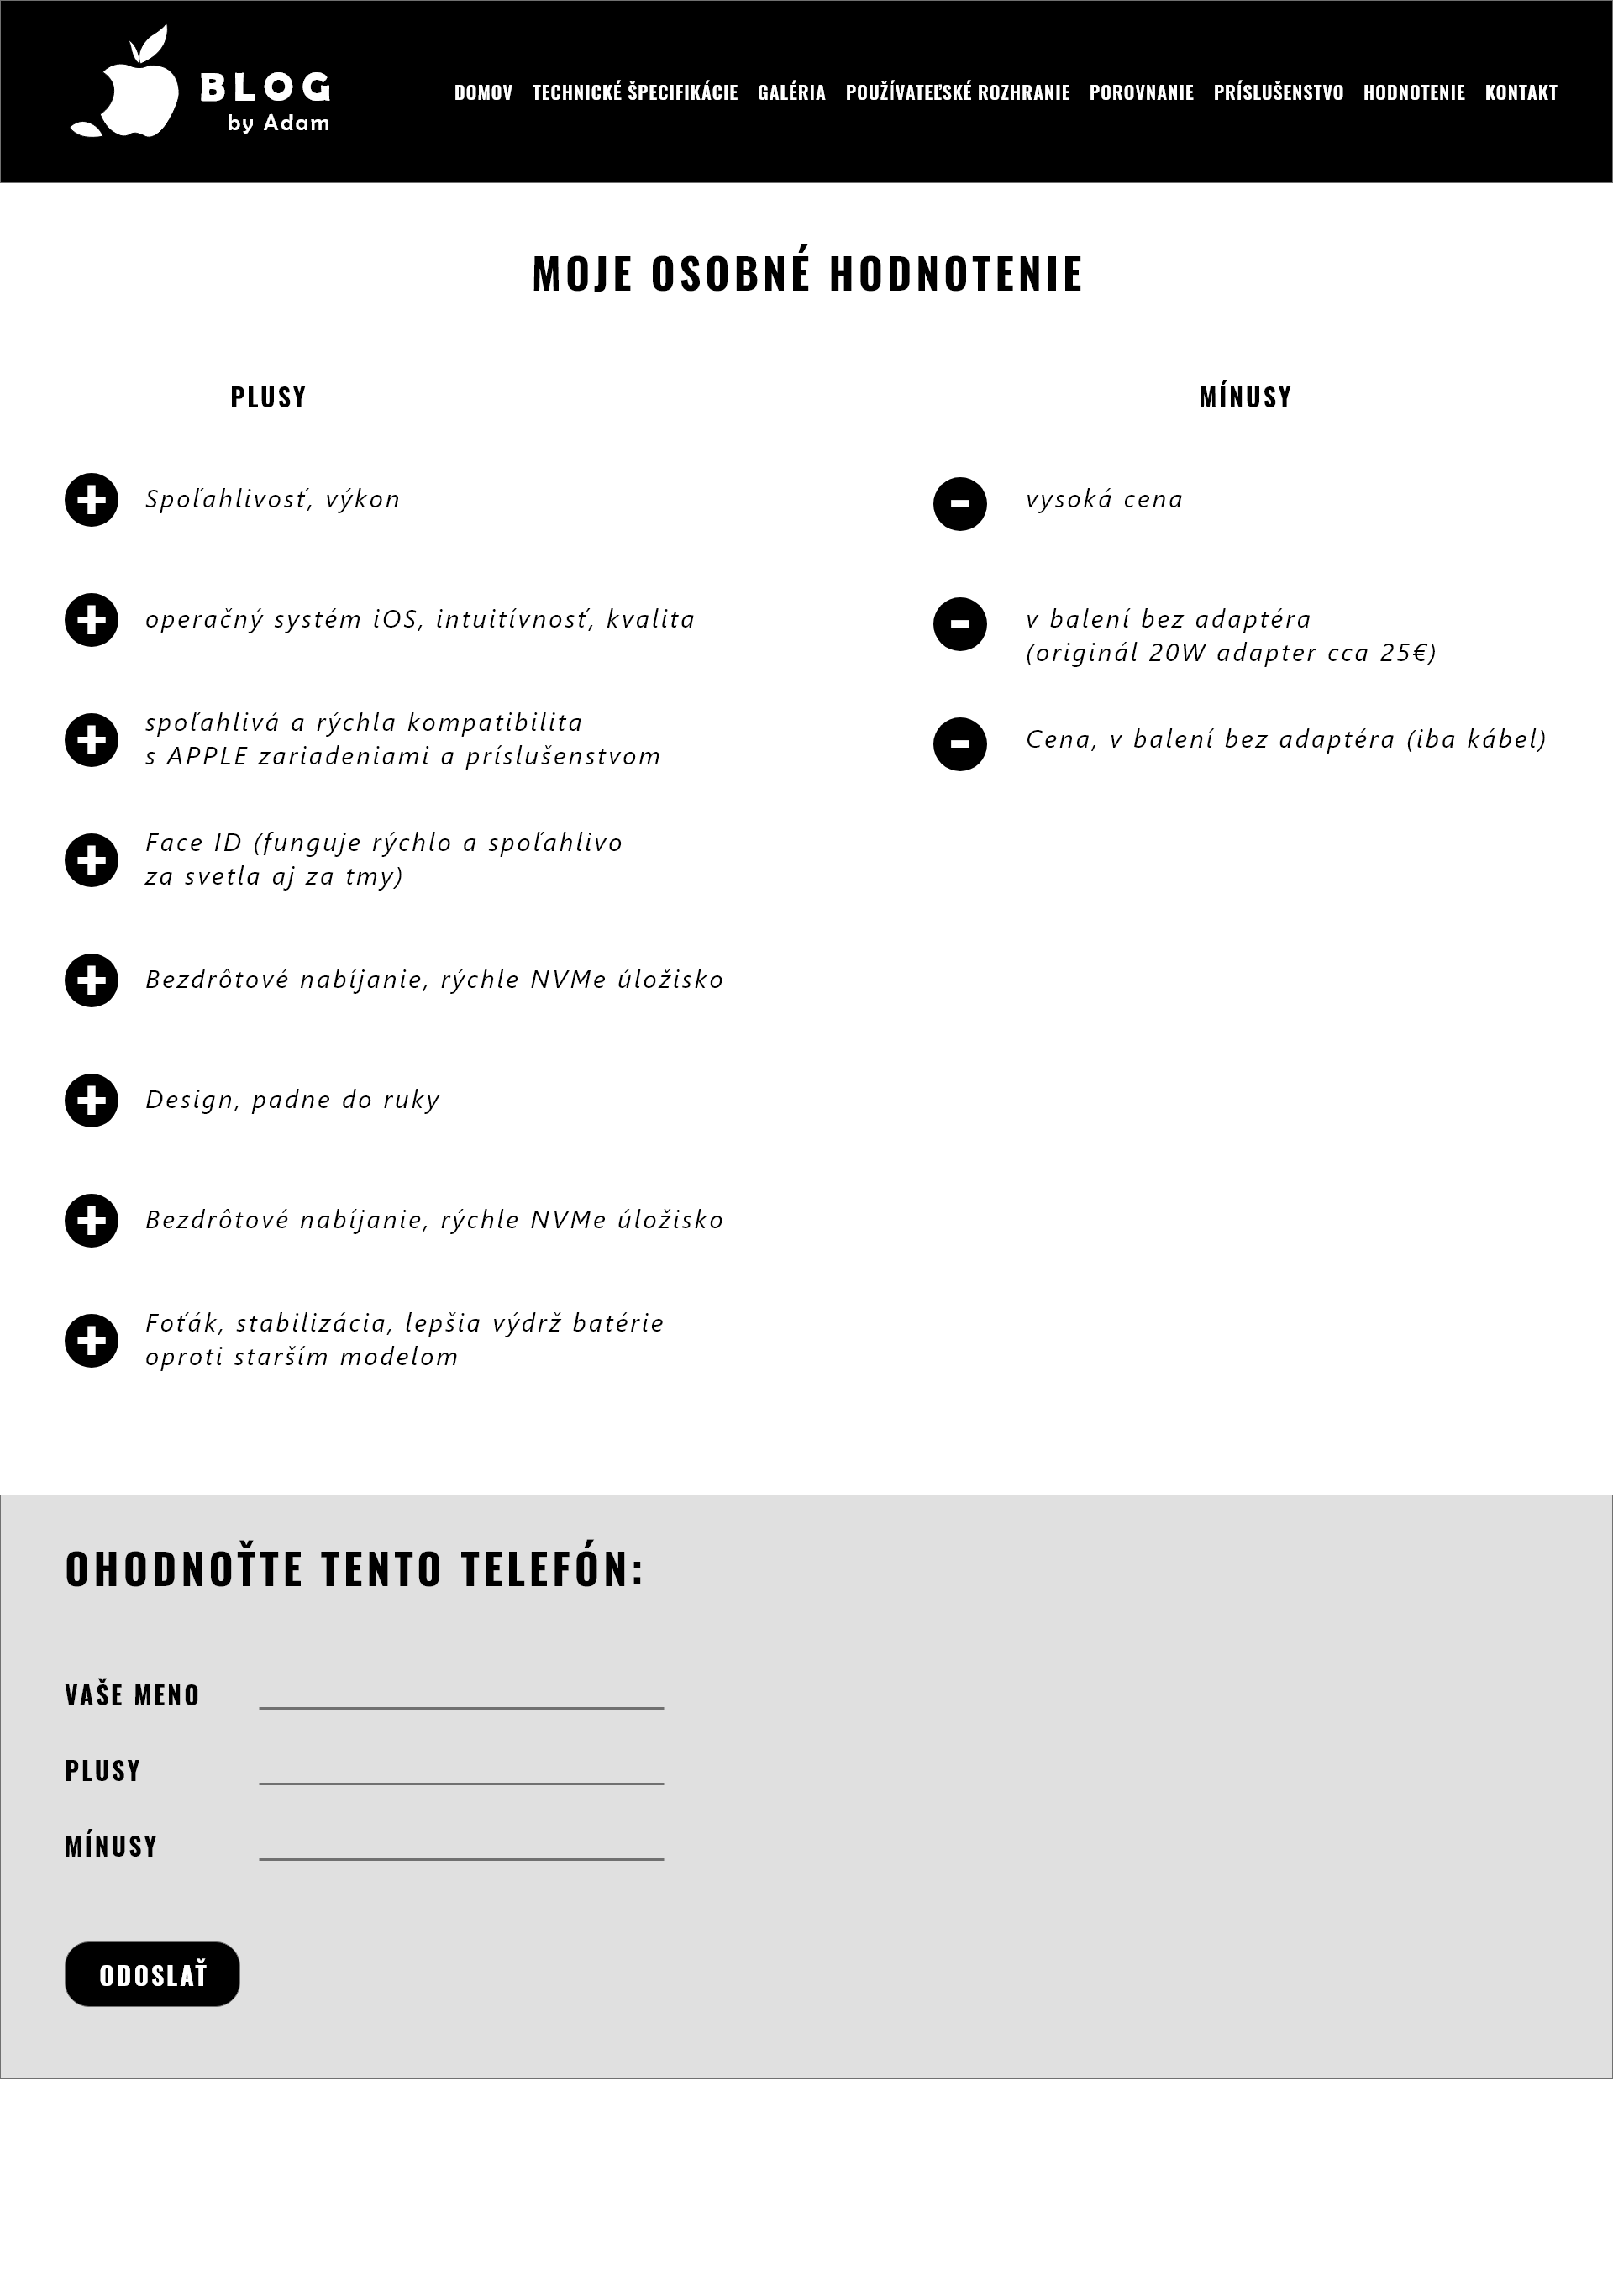 BLOG
by Adam
DOMOV TECHNICKÉ ŠPECIFIKÁCIE GALÉRIA POUŽÍVATEĽSKÉ ROZHRANIE POROVNANIE PRÍSLUŠENSTVO HODNOTENIE KONTAKT
MOJE OSOBNÉ HODNOTENIE
PLUSY
Spoľahlivosť, výkon
operačný systém iOS, intuitívnosť, kvalita
spoľahlivá a rýchla kompatibilita
s APPLE zariadeniami a príslušenstvom
Face ID (funguje rýchlo a spoľahlivo
za svetla aj za tmy)
Bezdrôtové nabíjanie, rýchle NVMe úložisko
Design, padne do ruky
Bezdrôtové nabíjanie, rýchle NVMe úložisko
Foťák, stabilizácia, lepšia výdrž batérie
oproti starším modelom
MÍNUSY
vysoká cena
v balení bez adaptéra
(originál 20W adapter cca 25€)
Cena, v balení bez adaptéra (iba kábel)
OHODNOŤTE TENTO TELEFÓN:
VAŠE MENO
PLUSY
MÍNUSY
ODOSLAŤ